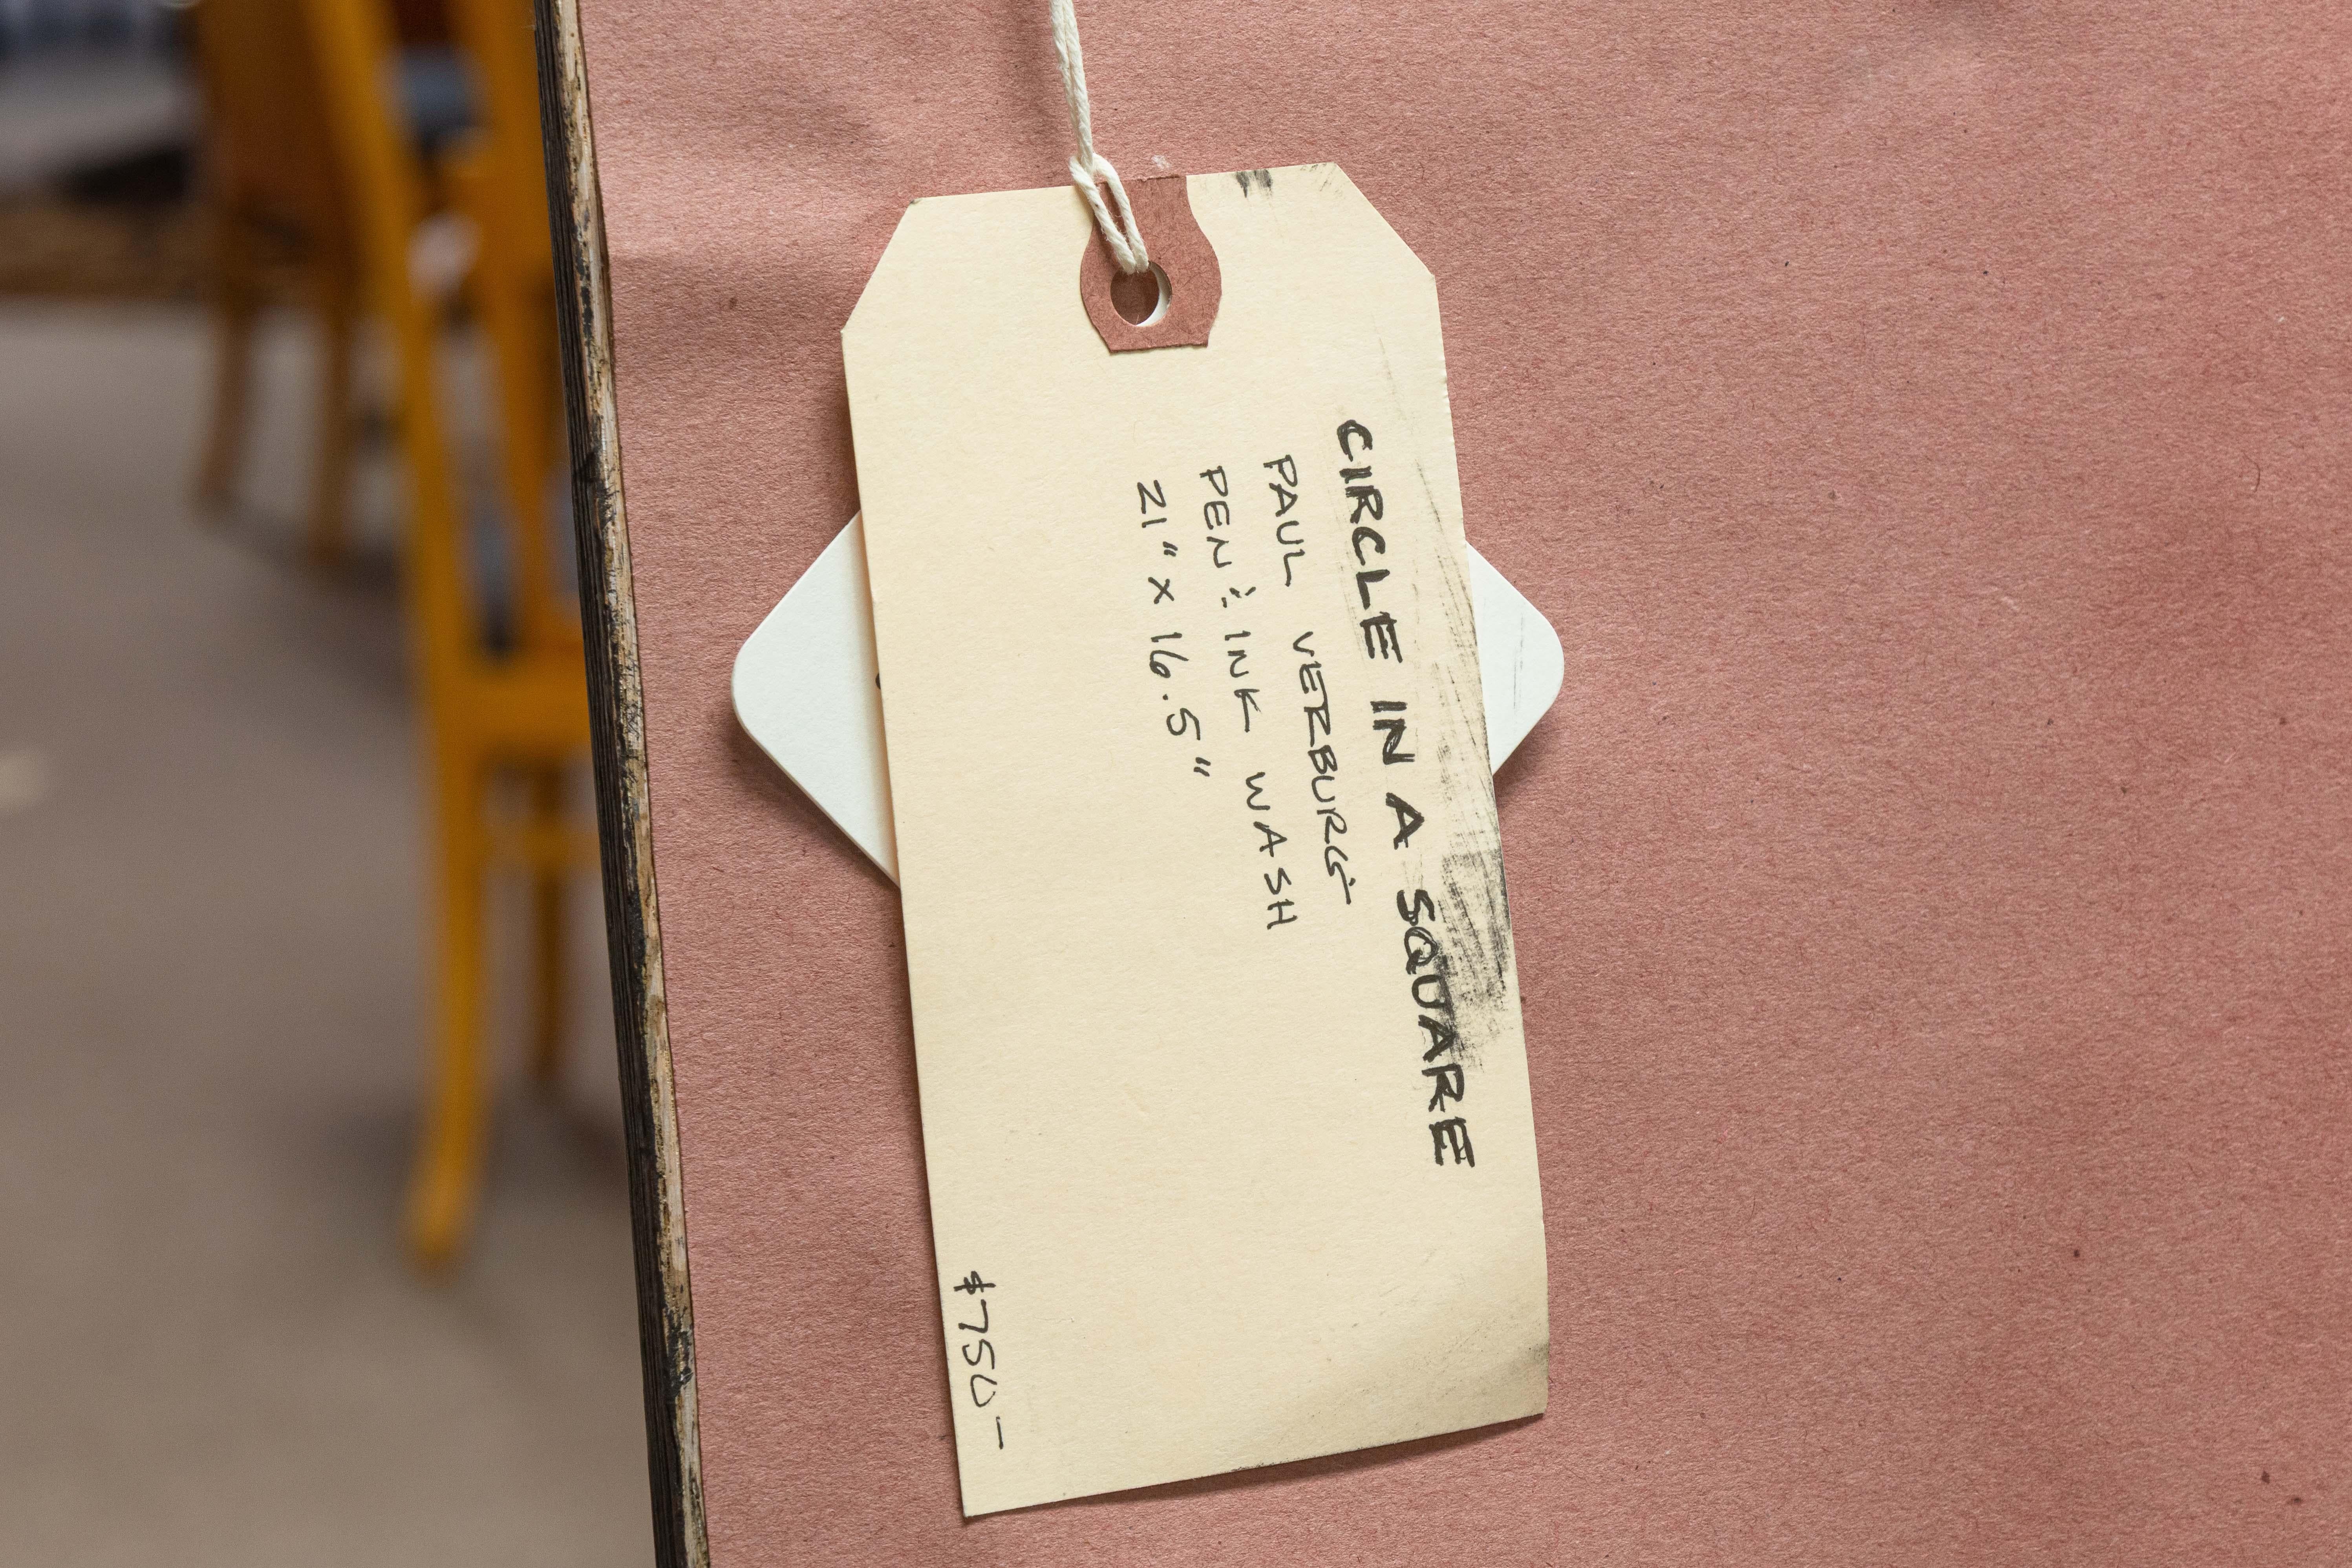 CIRCLE IN A SQUARE
PAUL VERBURG
PEN & INK WASH
21" x 16.5"
$750-